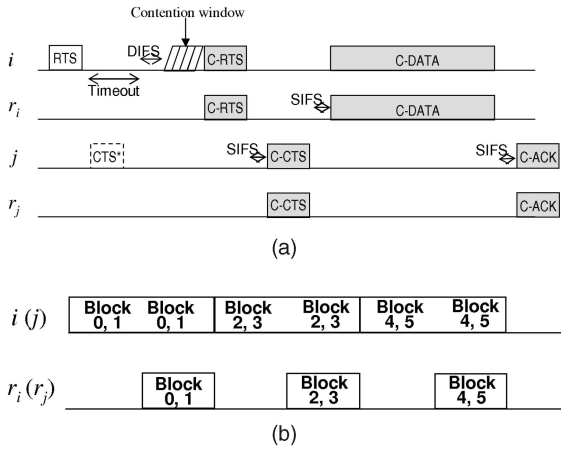 Contention window
i
RTS
DIFS
C-RTS
C-DATA
Timeout
r_i
C-RTS
SIFS
C-DATA
j
CTS*
SIFS
C-CTS
SIFS
C-ACK
r_j
C-CTS
C-ACK
(a)
i (j)
Block 0, 1
Block 0, 1
Block 2, 3
Block 2, 3
Block 4, 5
Block 4, 5
r_i (r_j)
Block 0, 1
Block 2, 3
Block 4, 5
(b)